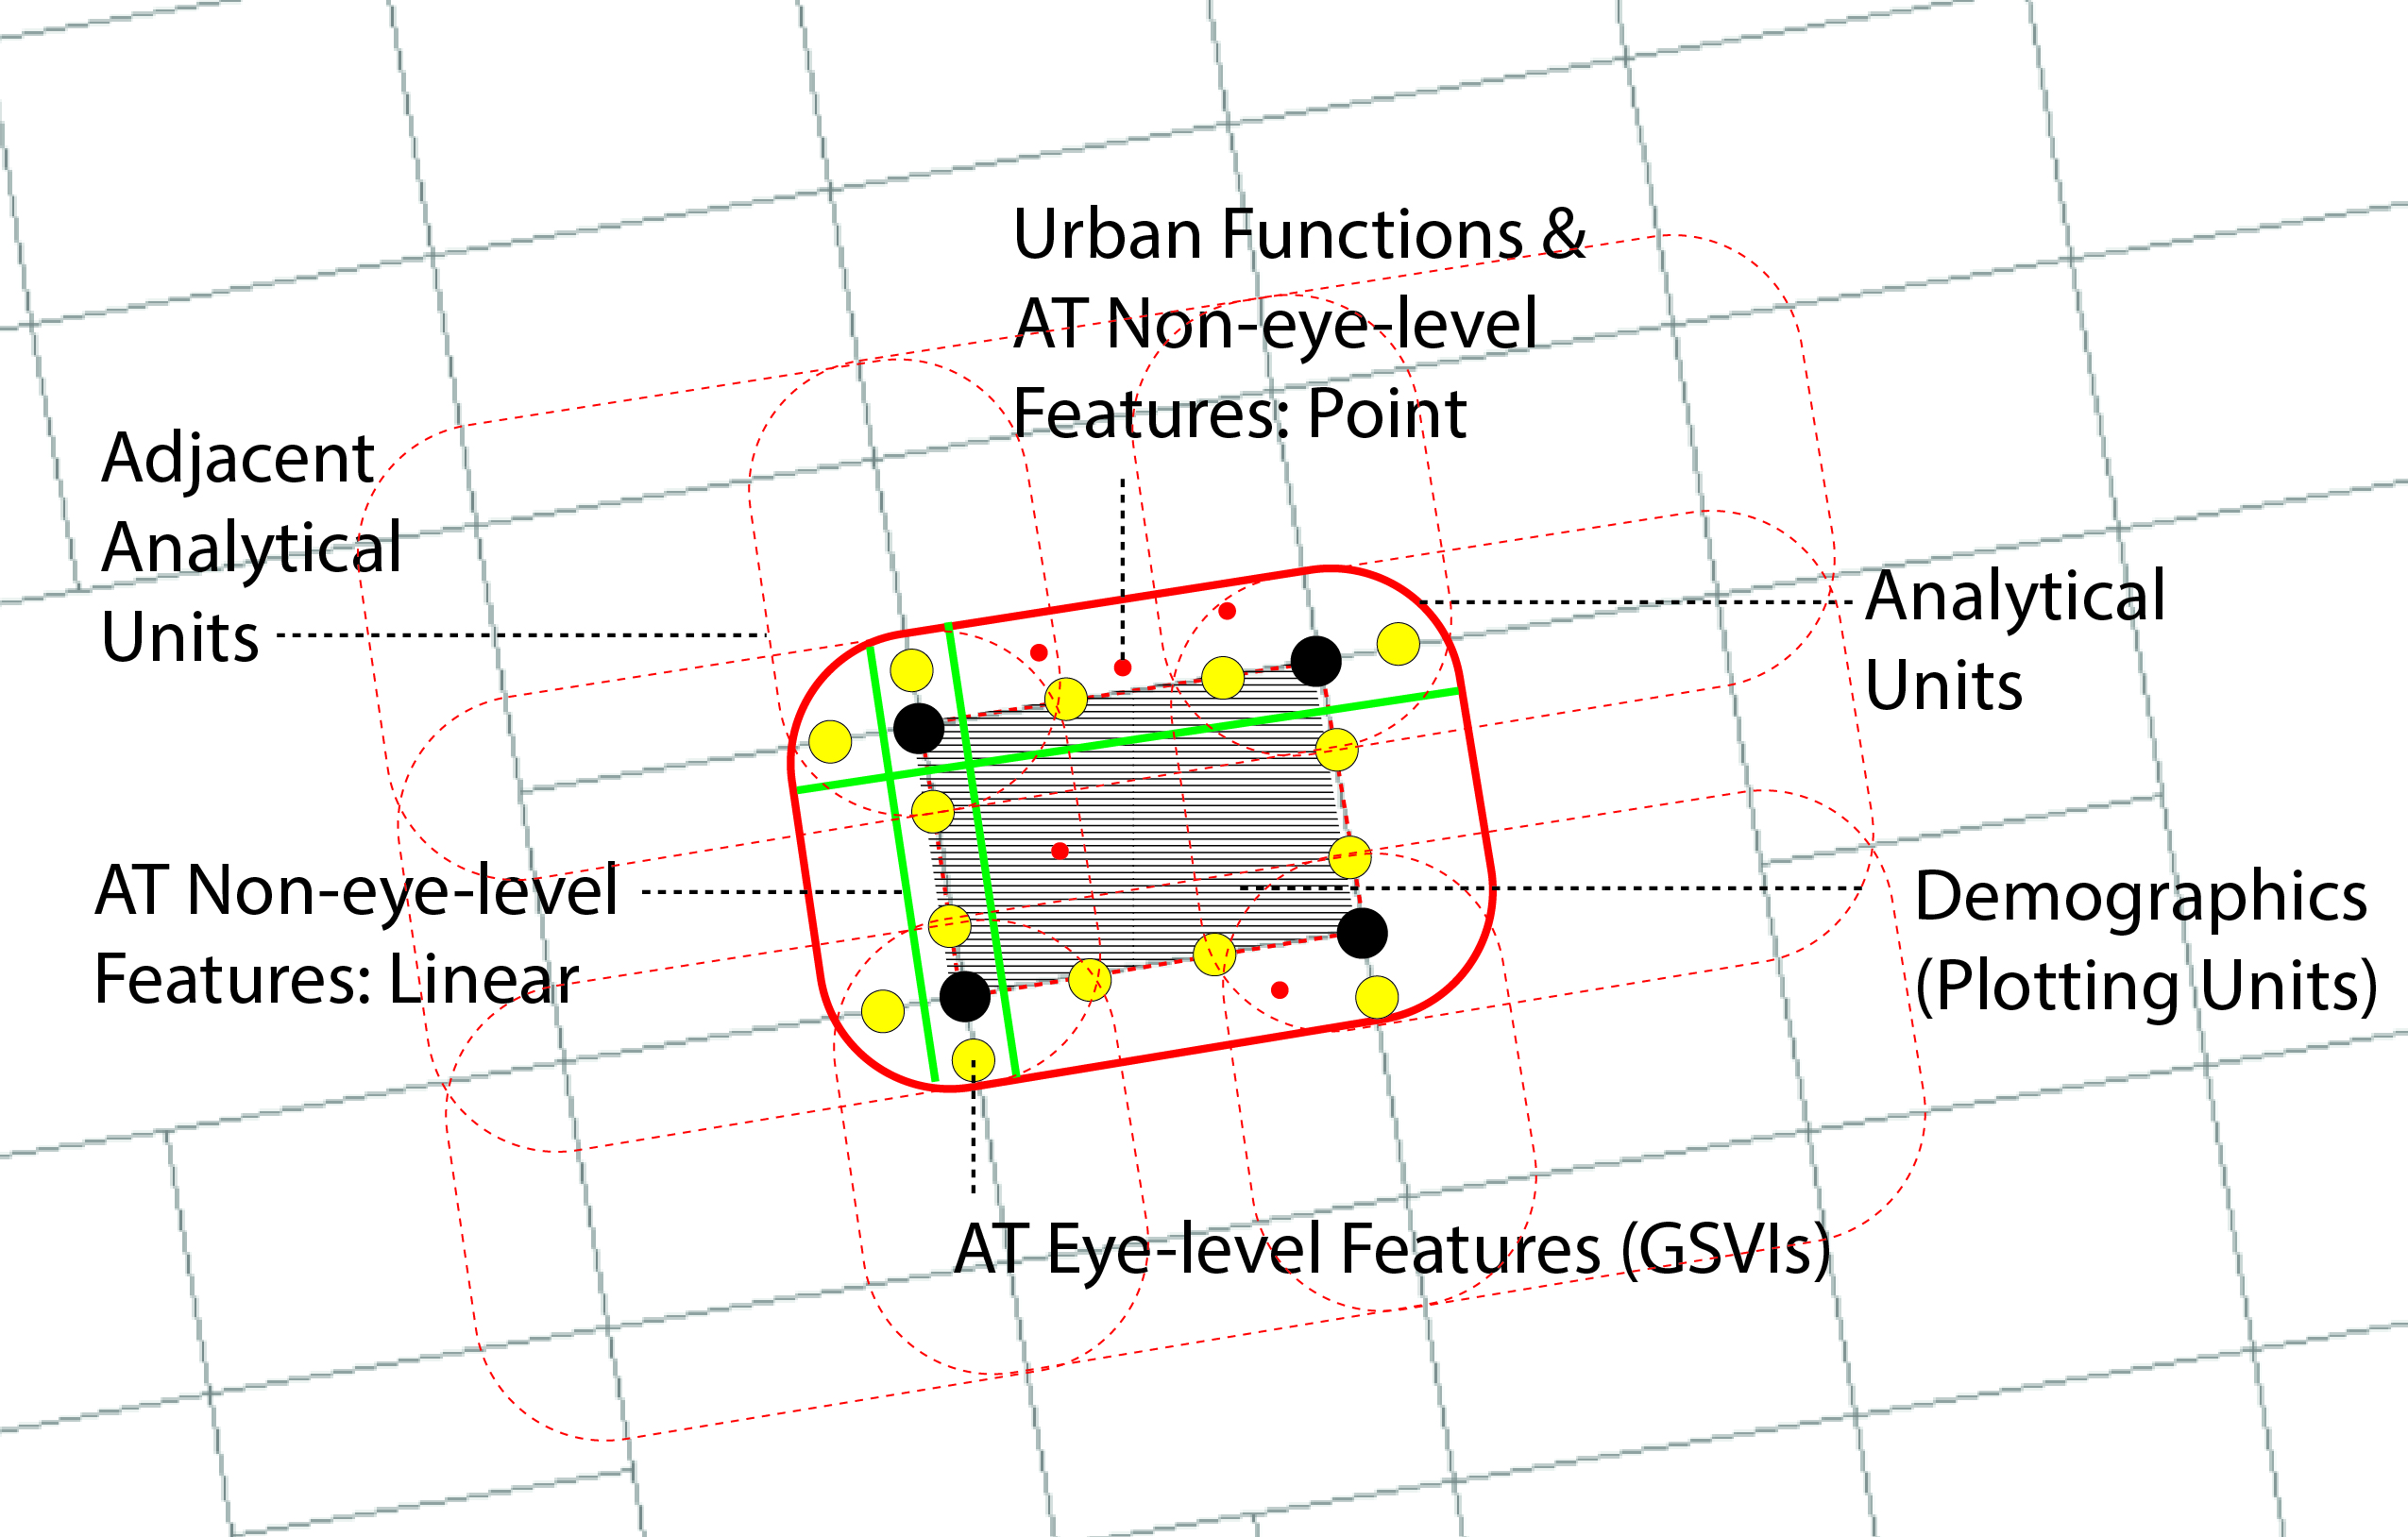 Urban Functions &
AT Non-eye-level
Features: Point
Adjacent
Analytical
Units
Analytical
Units
AT Non-eye-level
Features: Linear
Demographics
(Plotting Units)
AT Eye-level Features (GSVIs)